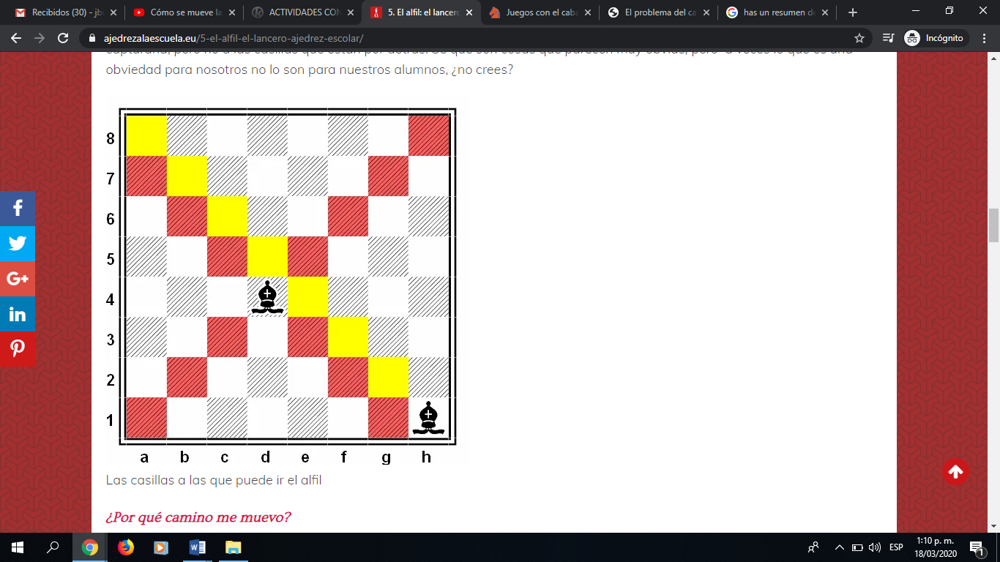 Recibidos (30) - jb
Cómo se mueve la
ACTIVIDADES CON
5. El alfil: el lancero
Juegos con el caba
El problema del ca
has un resumen de
ajedrezalaescuela.eu/5-el-alfil-el-lancero-ajedrez-escolar/
Incógnito
obviedad para nosotros no lo son para nuestros alumnos, ¿no crees?
8
7
6
5
4
3
2
1
a b c d e f g h
Las casillas a las que puede ir el alfil
¿Por qué camino me muevo?
f
G+
in
ESP
1:10 p. m.
18/03/2020
1